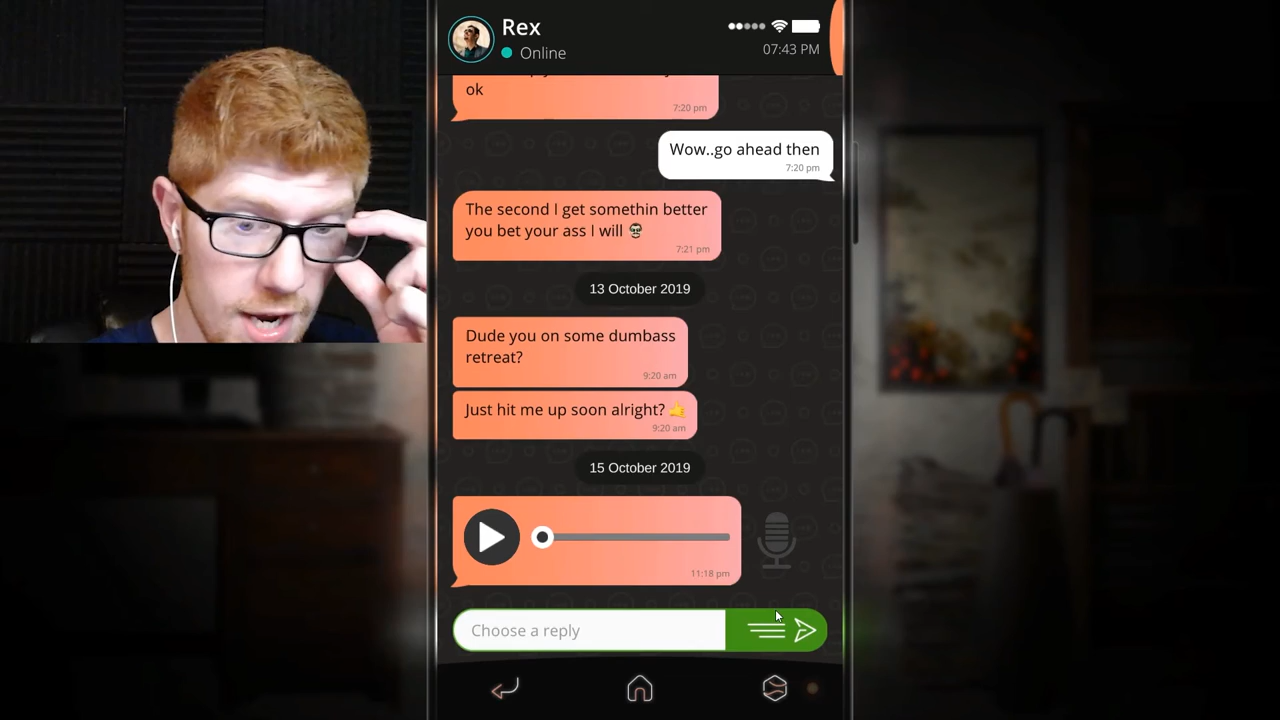 Rex
Online
07:43 PM
ok
7:20 pm
Wow..go ahead then
7:20 pm
The second I get somethin better
you bet your ass I will
7:21 pm
13 October 2019
Dude you on some dumbass
retreat?
9:20 am
Just hit me up soon alright? 🤙
9:20 am
15 October 2019
11:18 pm
Choose a reply